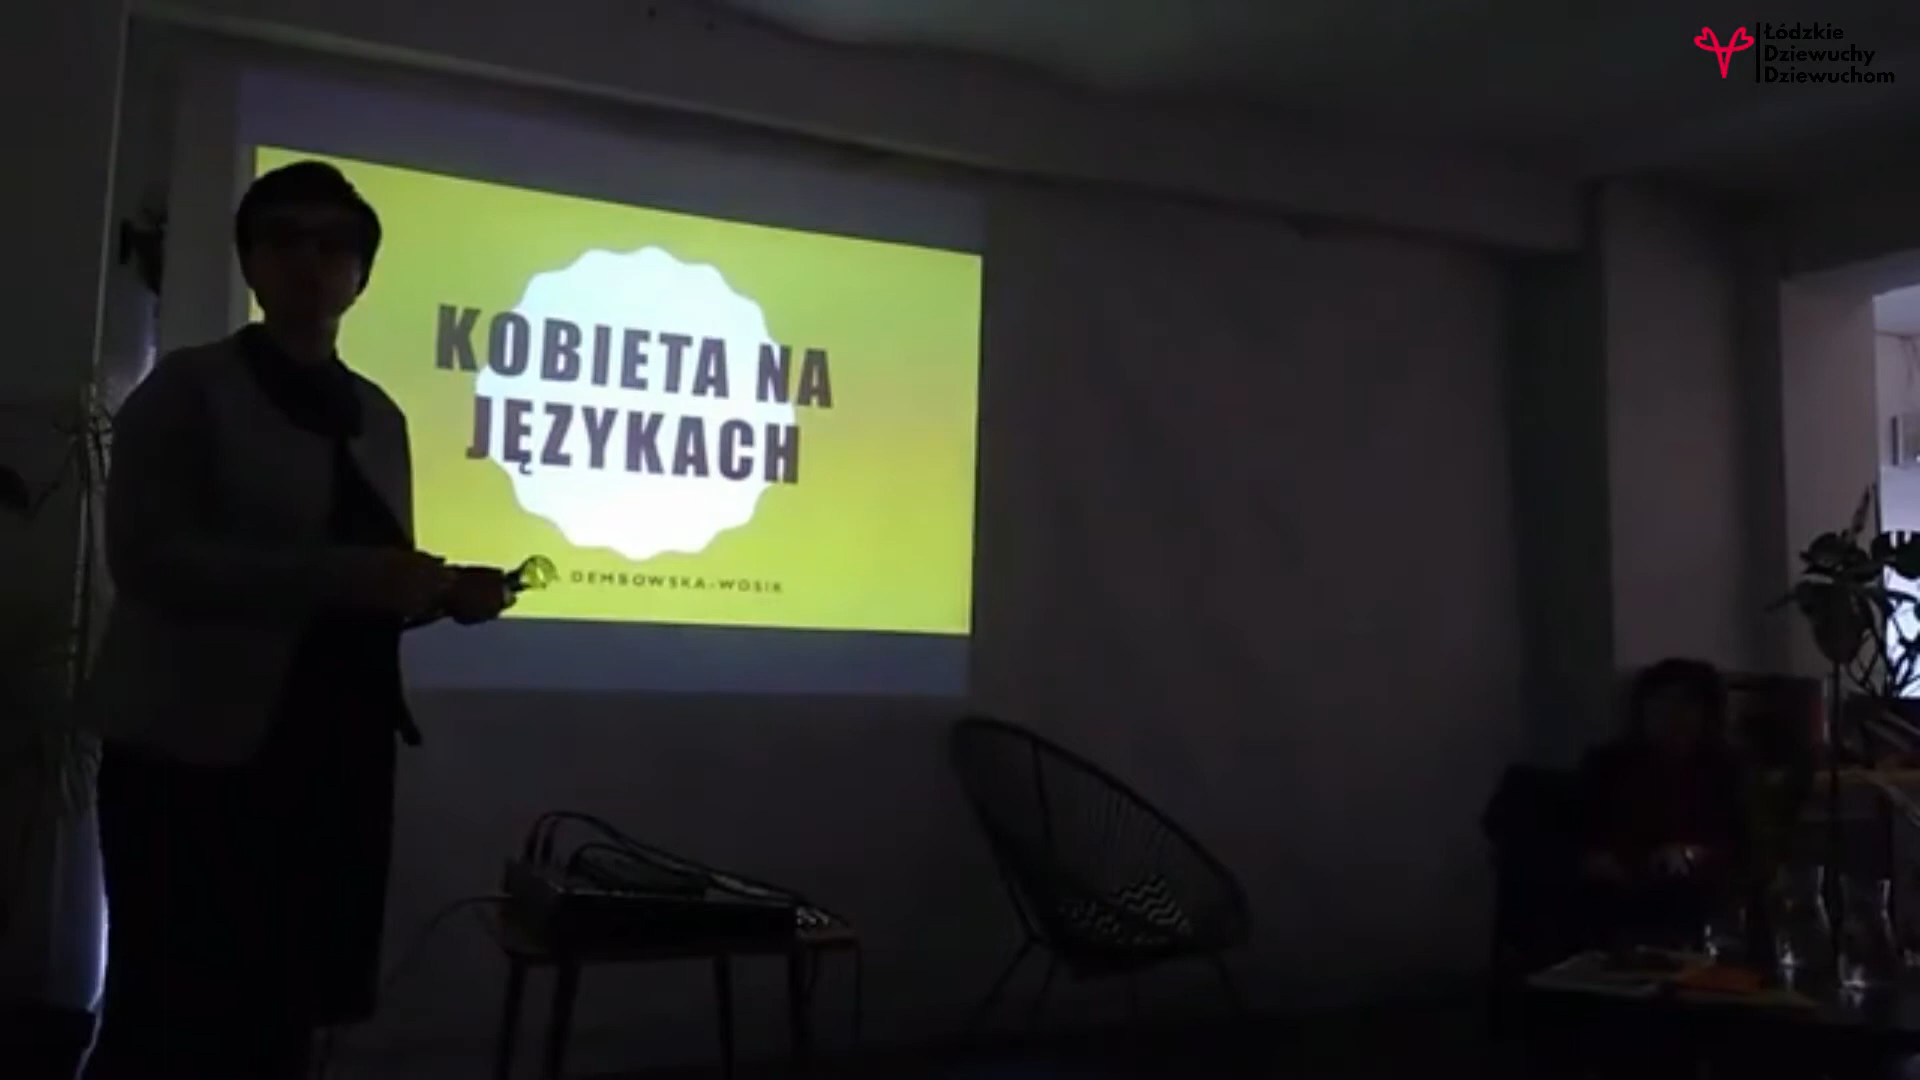 Łódzkie
Dziewuchy
Dziewuchom
KOBIETA NA
JĘZYKACH
DEMBOWSKA-WOSIK